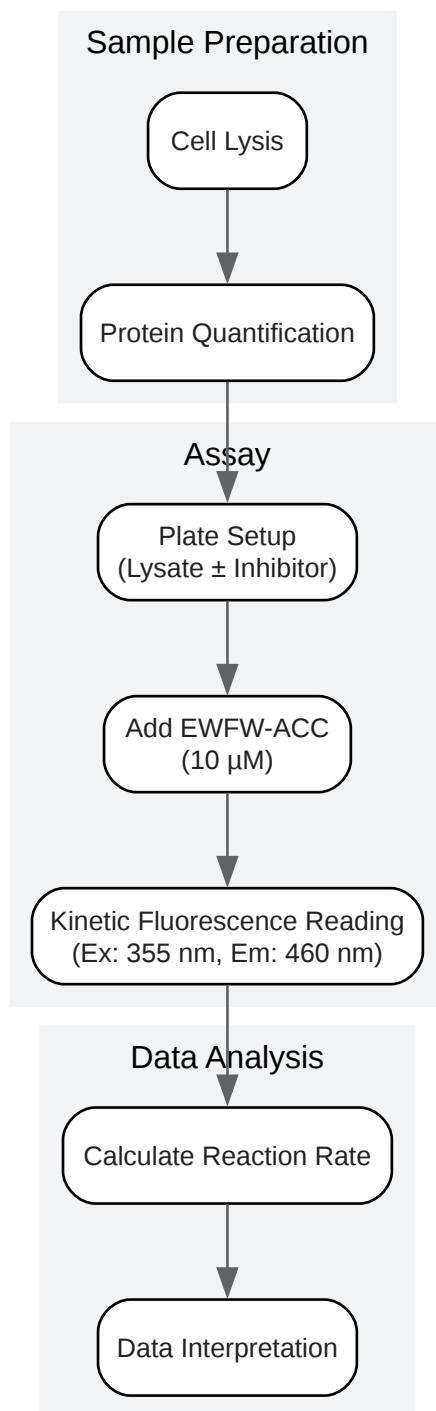 Sample Preparation
Cell Lysis
Protein Quantification
Assay
Plate Setup
(Lysate ± Inhibitor)
Add EWFW-ACC
(10 µM)
Kinetic Fluorescence Reading
(Ex: 355 nm, Em: 460 nm)
Data Analysis
Calculate Reaction Rate
Data Interpretation